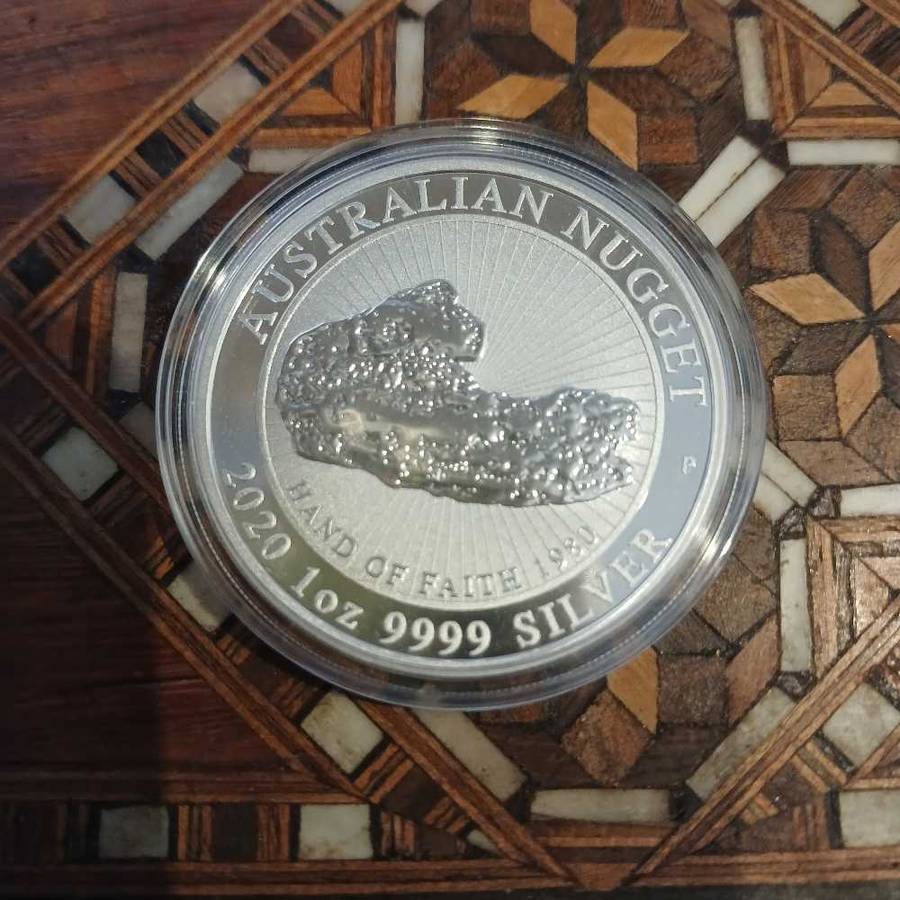 AUSTRALIAN NUGGET
P
HAND OF FAITH 1980
2020 1oz 9999 SILVER